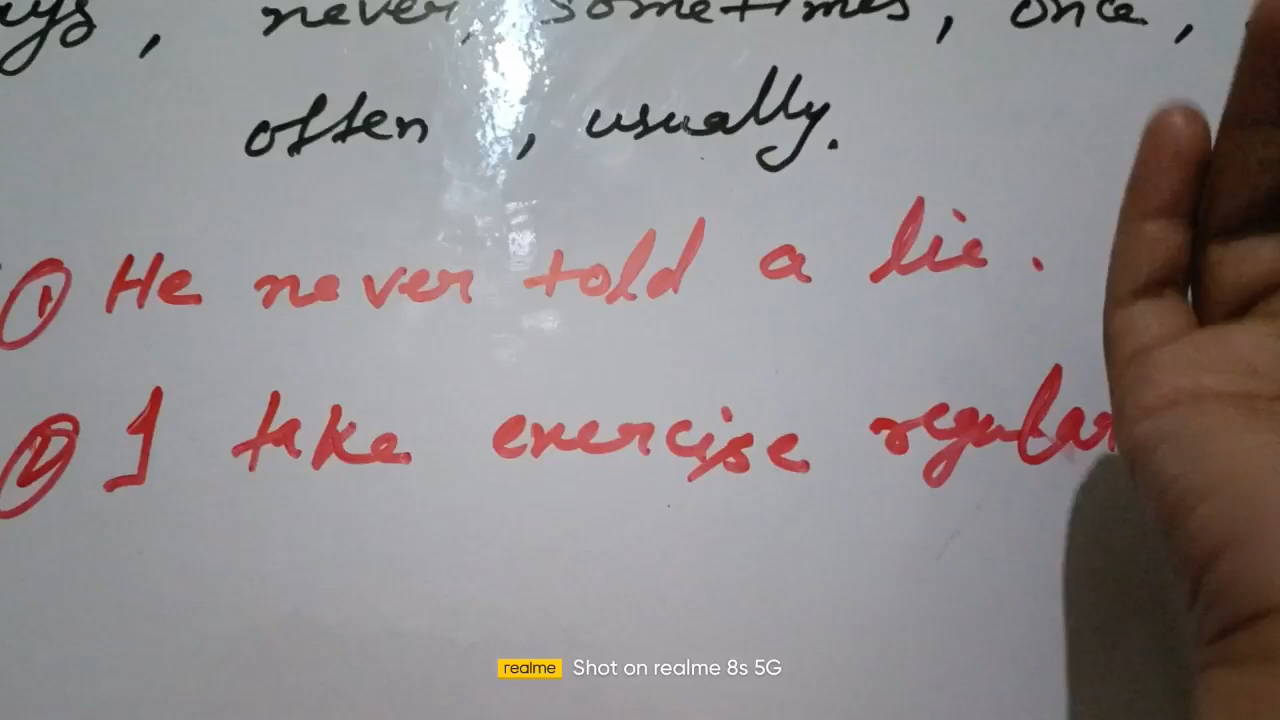 never, sometimes, once,
often, usually.
① He never told a lie.
② I take exercise regular
realme Shot on realme 8s 5G